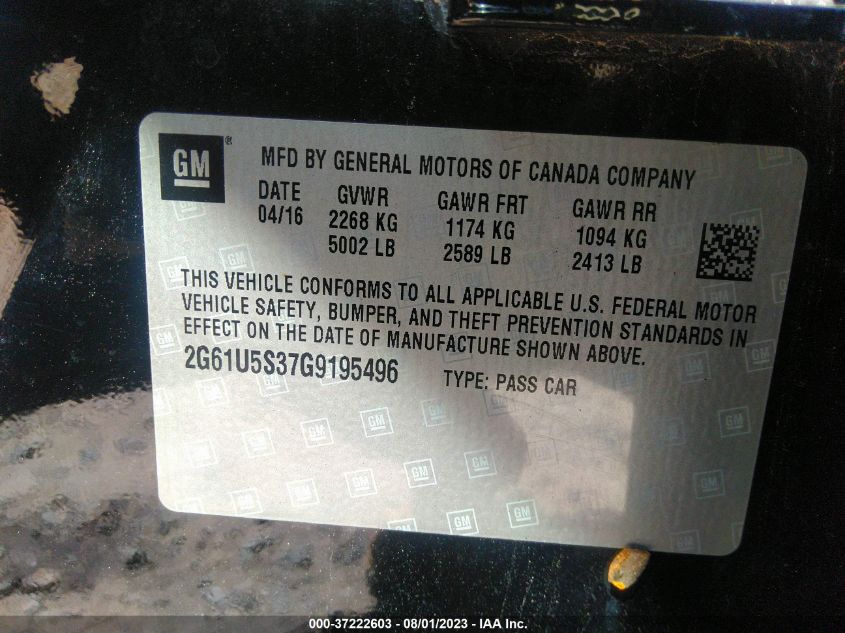 GM ® MFD BY GENERAL MOTORS OF CANADA COMPANY
DATE GVWR GAWR FRT GAWR RR
04/16 2268 KG 1174 KG 1094 KG
5002 LB 2589 LB 2413 LB
THIS VEHICLE CONFORMS TO ALL APPLICABLE U.S. FEDERAL MOTOR
VEHICLE SAFETY, BUMPER, AND THEFT PREVENTION STANDARDS IN
EFFECT ON THE DATE OF MANUFACTURE SHOWN ABOVE.
2G61U5S37G9195496 TYPE: PASS CAR
000-37222603 - 08/01/2023 - IAA Inc.